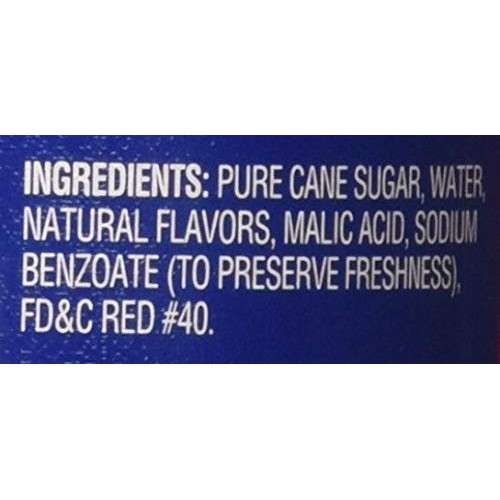 INGREDIENTS: PURE CANE SUGAR, WATER,
NATURAL FLAVORS, MALIC ACID, SODIUM
BENZOATE (TO PRESERVE FRESHNESS),
FD&C RED #40.